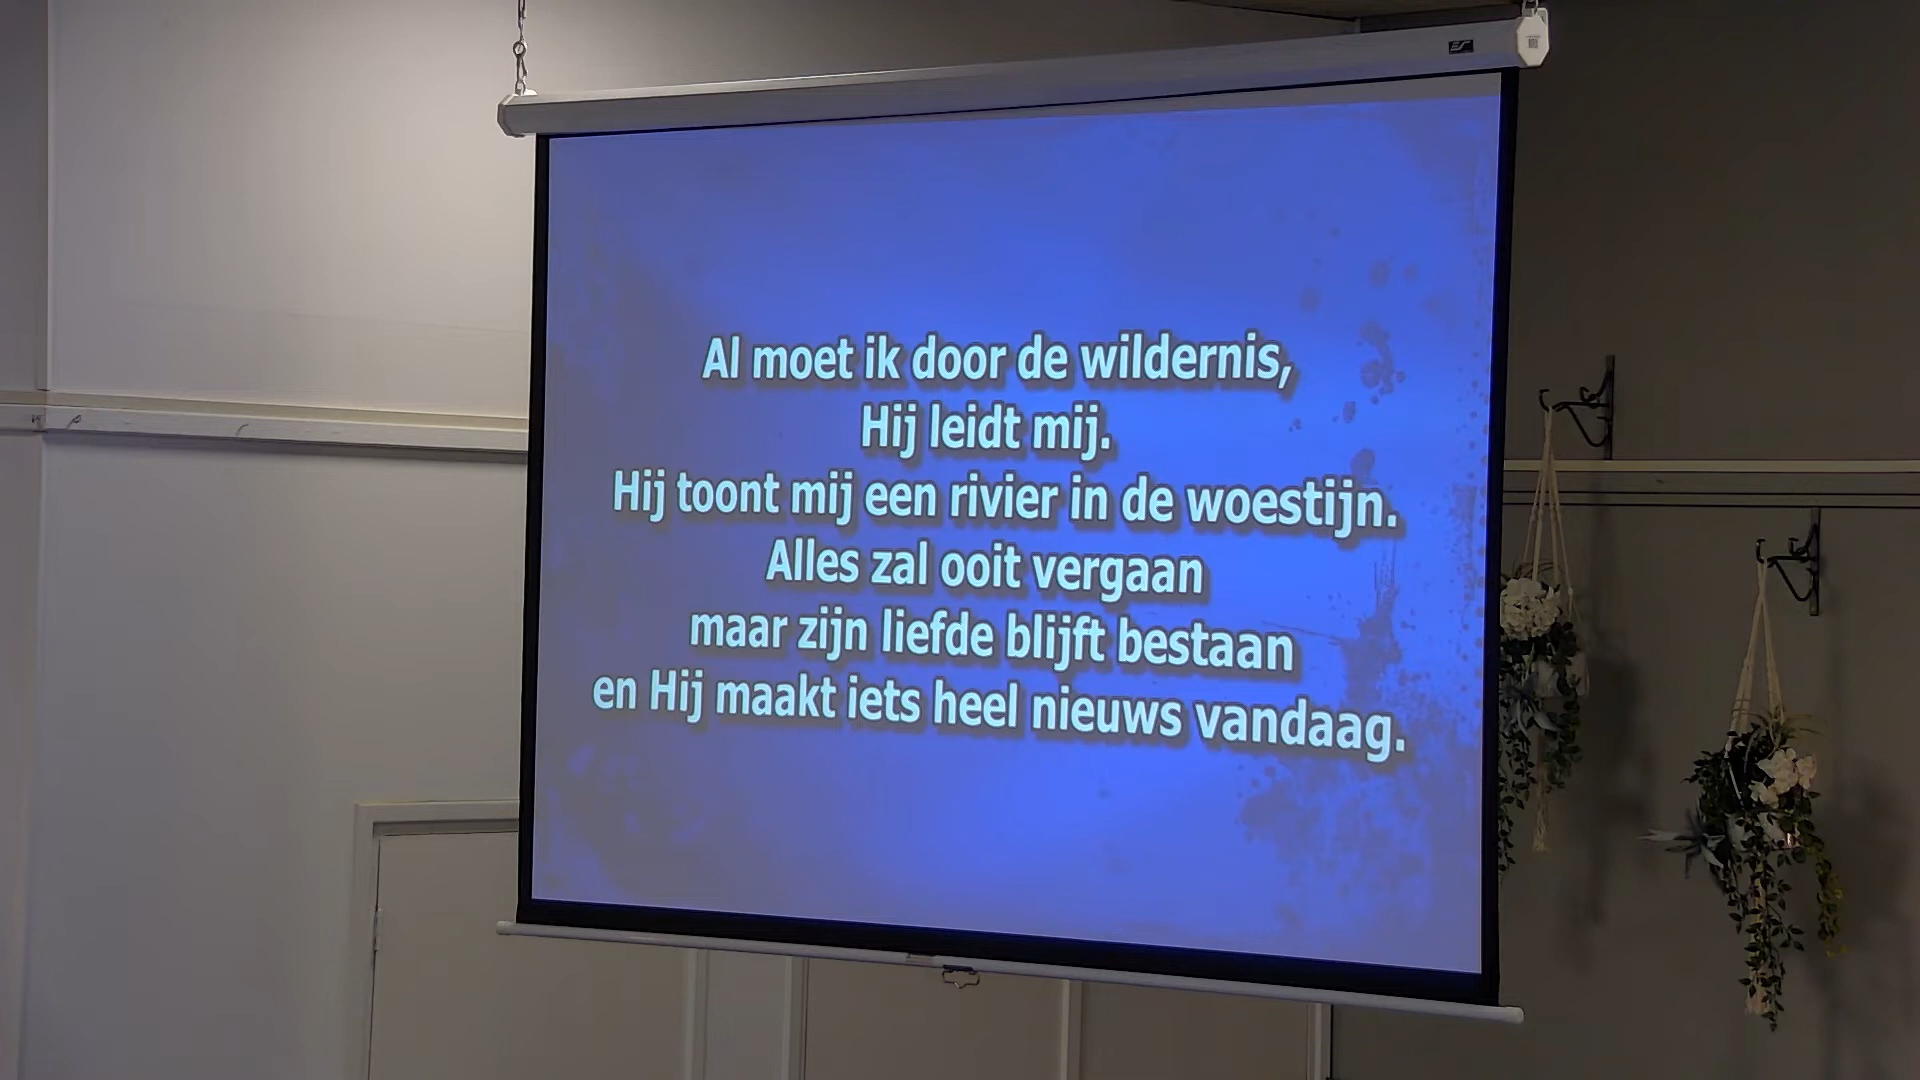 Al moet ik door de wildernis,
Hij leidt mij.
Hij toont mij een rivier in de woestijn.
Alles zal ooit vergaan
maar zijn liefde blijft bestaan
en Hij maakt iets heel nieuws vandaag.